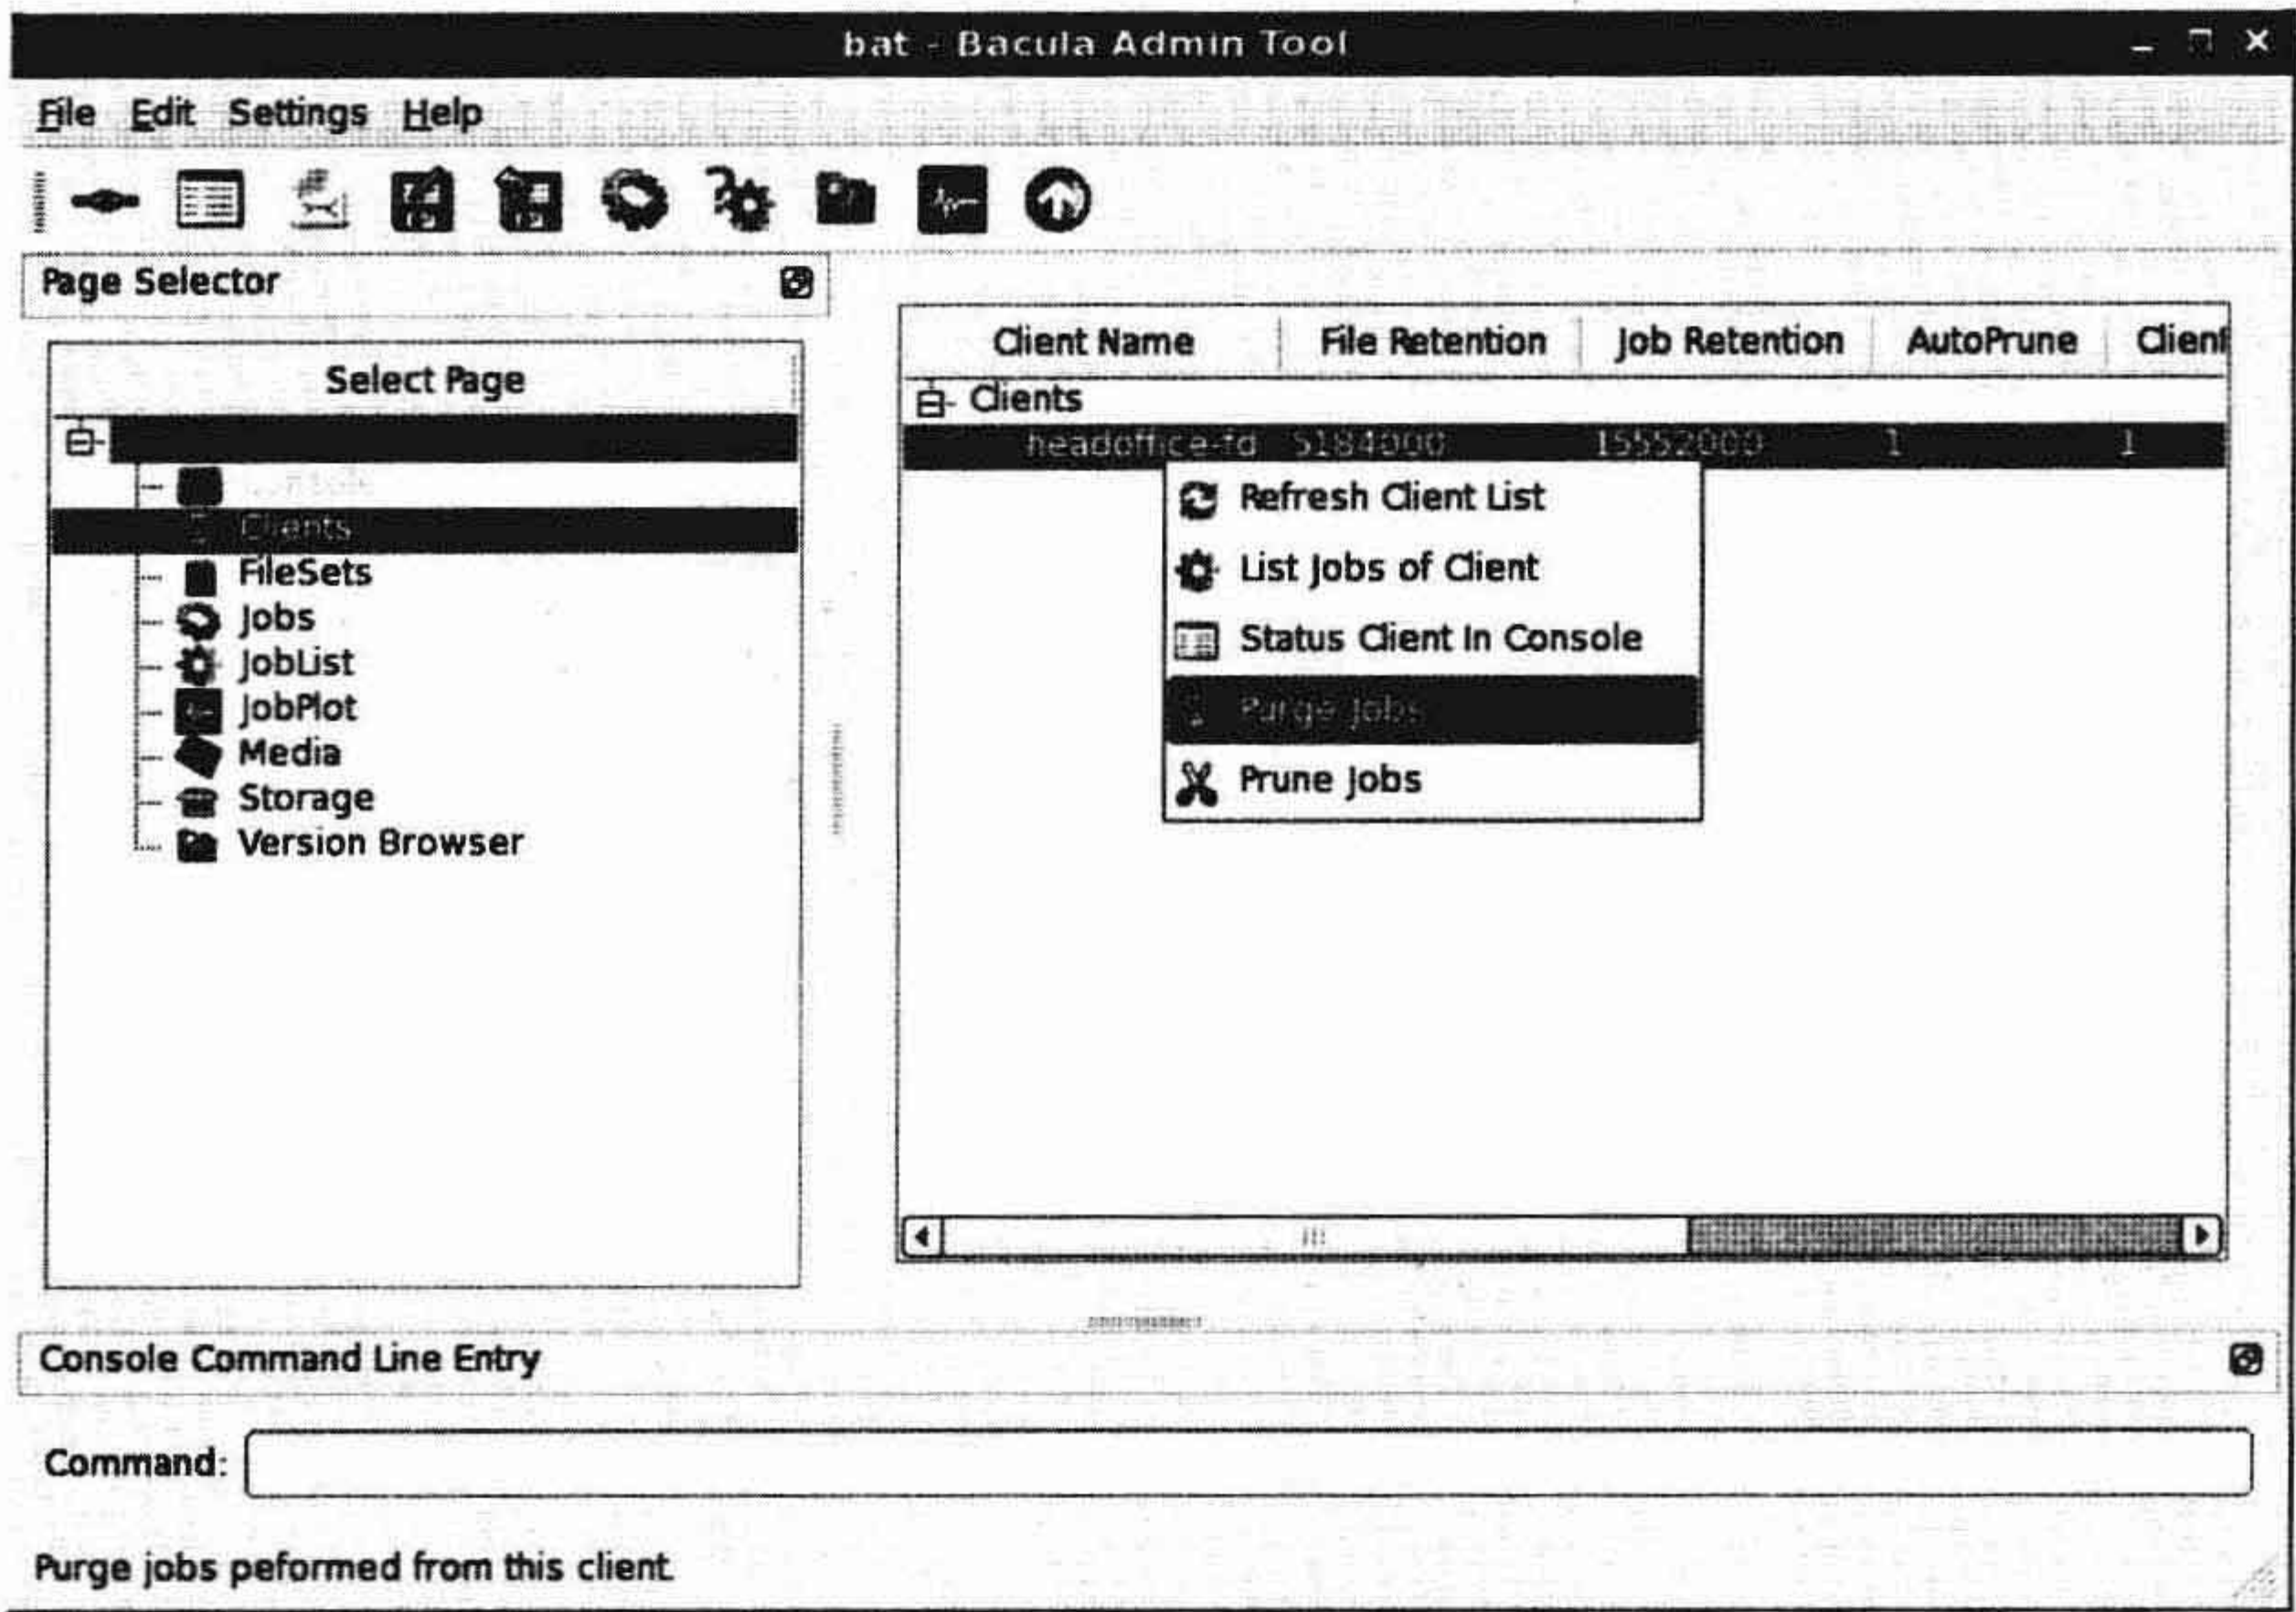 bat - Bacula Admin Tool
File Edit Settings Help
Page Selector
Select Page
Clients
FileSets
Jobs
JobList
JobPlot
Media
Storage
Version Browser
Client Name File Retention Job Retention AutoPrune Client
Clients
headoffice-fd 5184000 15552000 1 1
Refresh Client List
List Jobs of Client
Status Client In Console
Purge Jobs
Prune Jobs
Console Command Line Entry
Command:
Purge jobs peformed from this client.